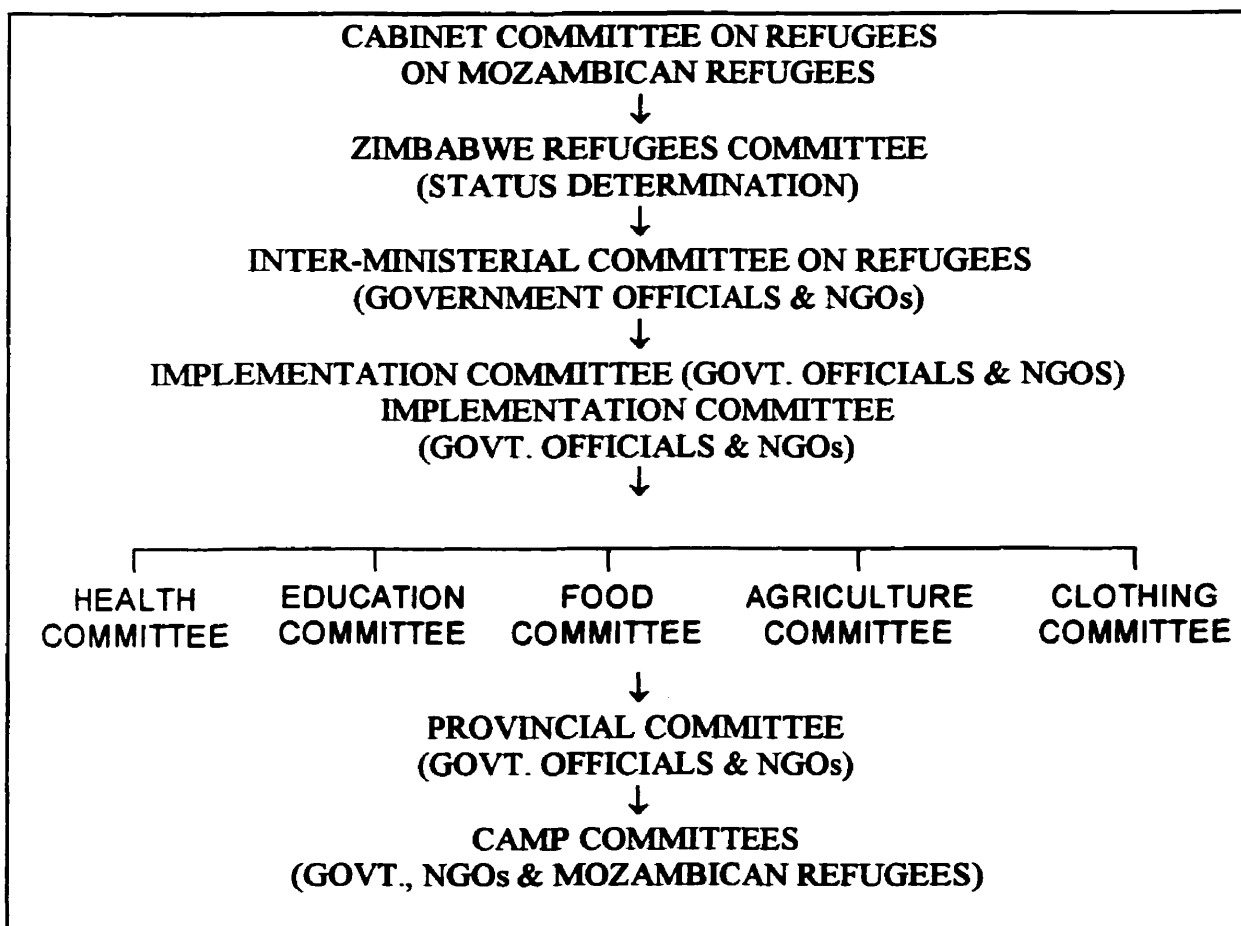 CABINET COMMITTEE ON REFUGEES
ON MOZAMBICAN REFUGEES
↓
ZIMBABWE REFUGEES COMMITTEE
(STATUS DETERMINATION)
↓
INTER-MINISTERIAL COMMITTEE ON REFUGEES
(GOVERNMENT OFFICIALS & NGOs)
↓
IMPLEMENTATION COMMITTEE (GOVT. OFFICIALS & NGOS)
IMPLEMENTATION COMMITTEE
(GOVT. OFFICIALS & NGOs)
↓
HEALTH COMMITTEE
EDUCATION COMMITTEE
FOOD COMMITTEE
AGRICULTURE COMMITTEE
CLOTHING COMMITTEE
↓
PROVINCIAL COMMITTEE
(GOVT. OFFICIALS & NGOs)
↓
CAMP COMMITTEES
(GOVT., NGOs & MOZAMBICAN REFUGEES)